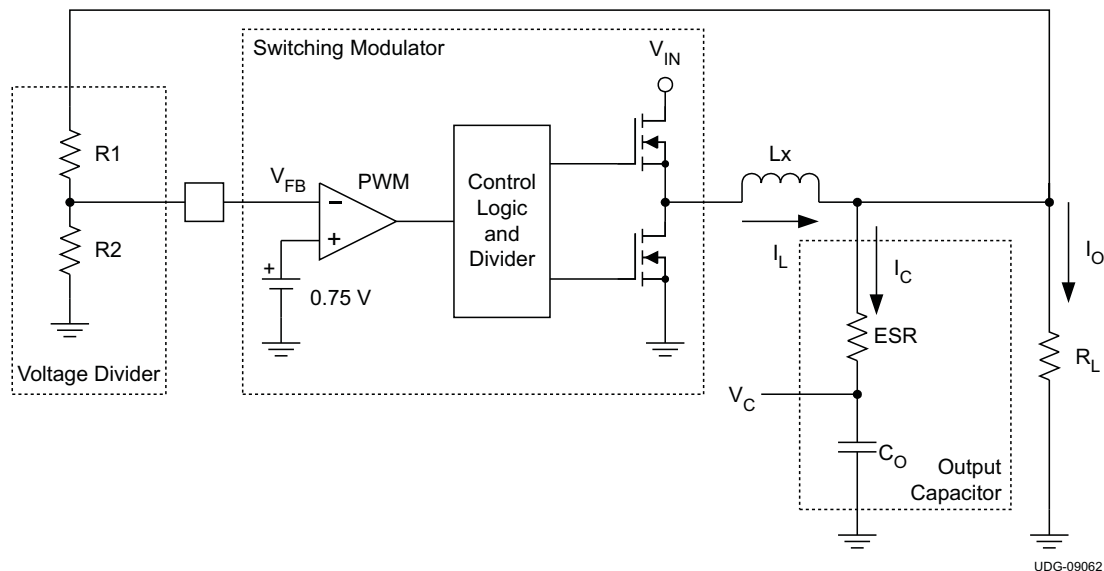 Switching Modulator
V_IN
R1
V_FB
PWM
Lx
Control
Logic
and
Divider
−
+
R2
I_L
I_C
I_O
+
0.75 V
ESR
Voltage Divider
R_L
V_C
C_O
Output
Capacitor
UDG-09062